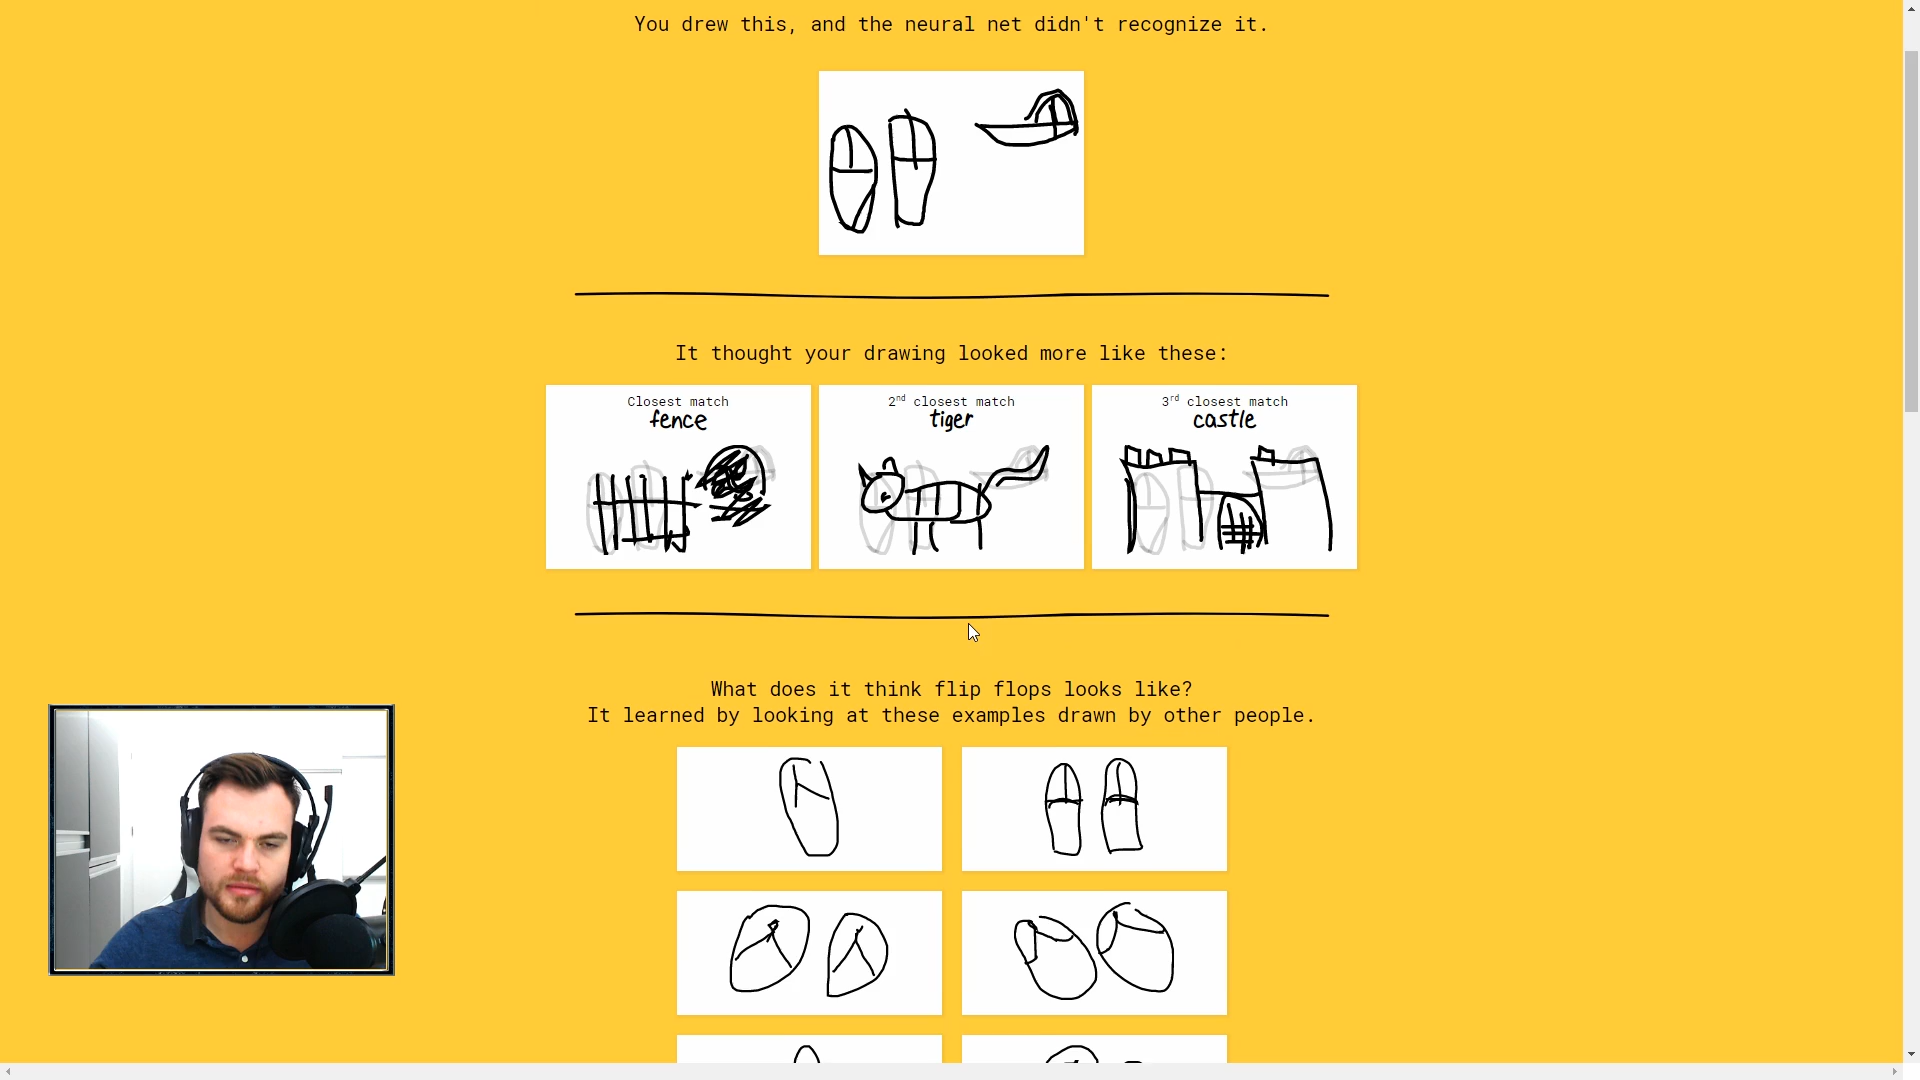 You drew this, and the neural net didn't recognize it.
It thought your drawing looked more like these:
Closest match
fence
2nd closest match
tiger
3rd closest match
castle
What does it think flip flops looks like?
It learned by looking at these examples drawn by other people.